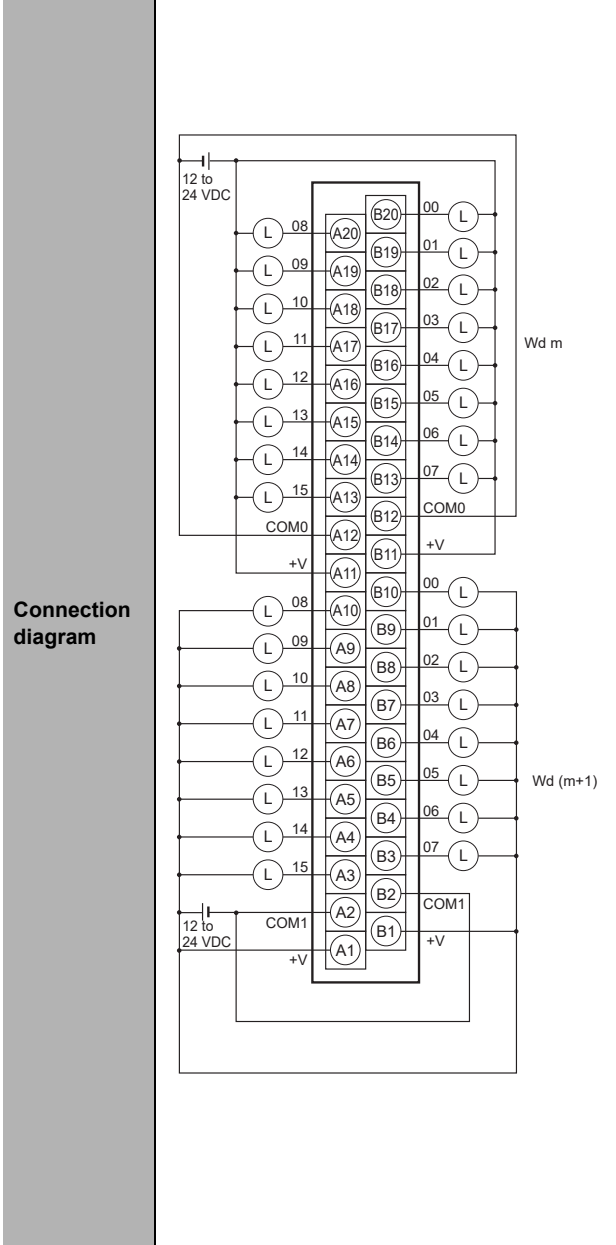 Connection
diagram
12 to
24 VDC
B20 00 L
L 08 A20
B19 01 L
L 09 A19
B18 02 L
L 10 A18
B17 03 L
Wd m
L 11 A17
B16 04 L
L 12 A16
B15 05 L
L 13 A15
B14 06 L
L 14 A14
B13 07 L
L 15 A13
B12 COM0
COM0 A12
B11 +V
+V A11
B10 00 L
L 08 A10
B9 01 L
L 09 A9
B8 02 L
L 10 A8
B7 03 L
L 11 A7
B6 04 L
L 12 A6
B5 05 L
Wd (m+1)
L 13 A5
B4 06 L
L 14 A4
B3 07 L
L 15 A3
B2 COM1
12 to
24 VDC
COM1 A2
B1 +V
+V A1